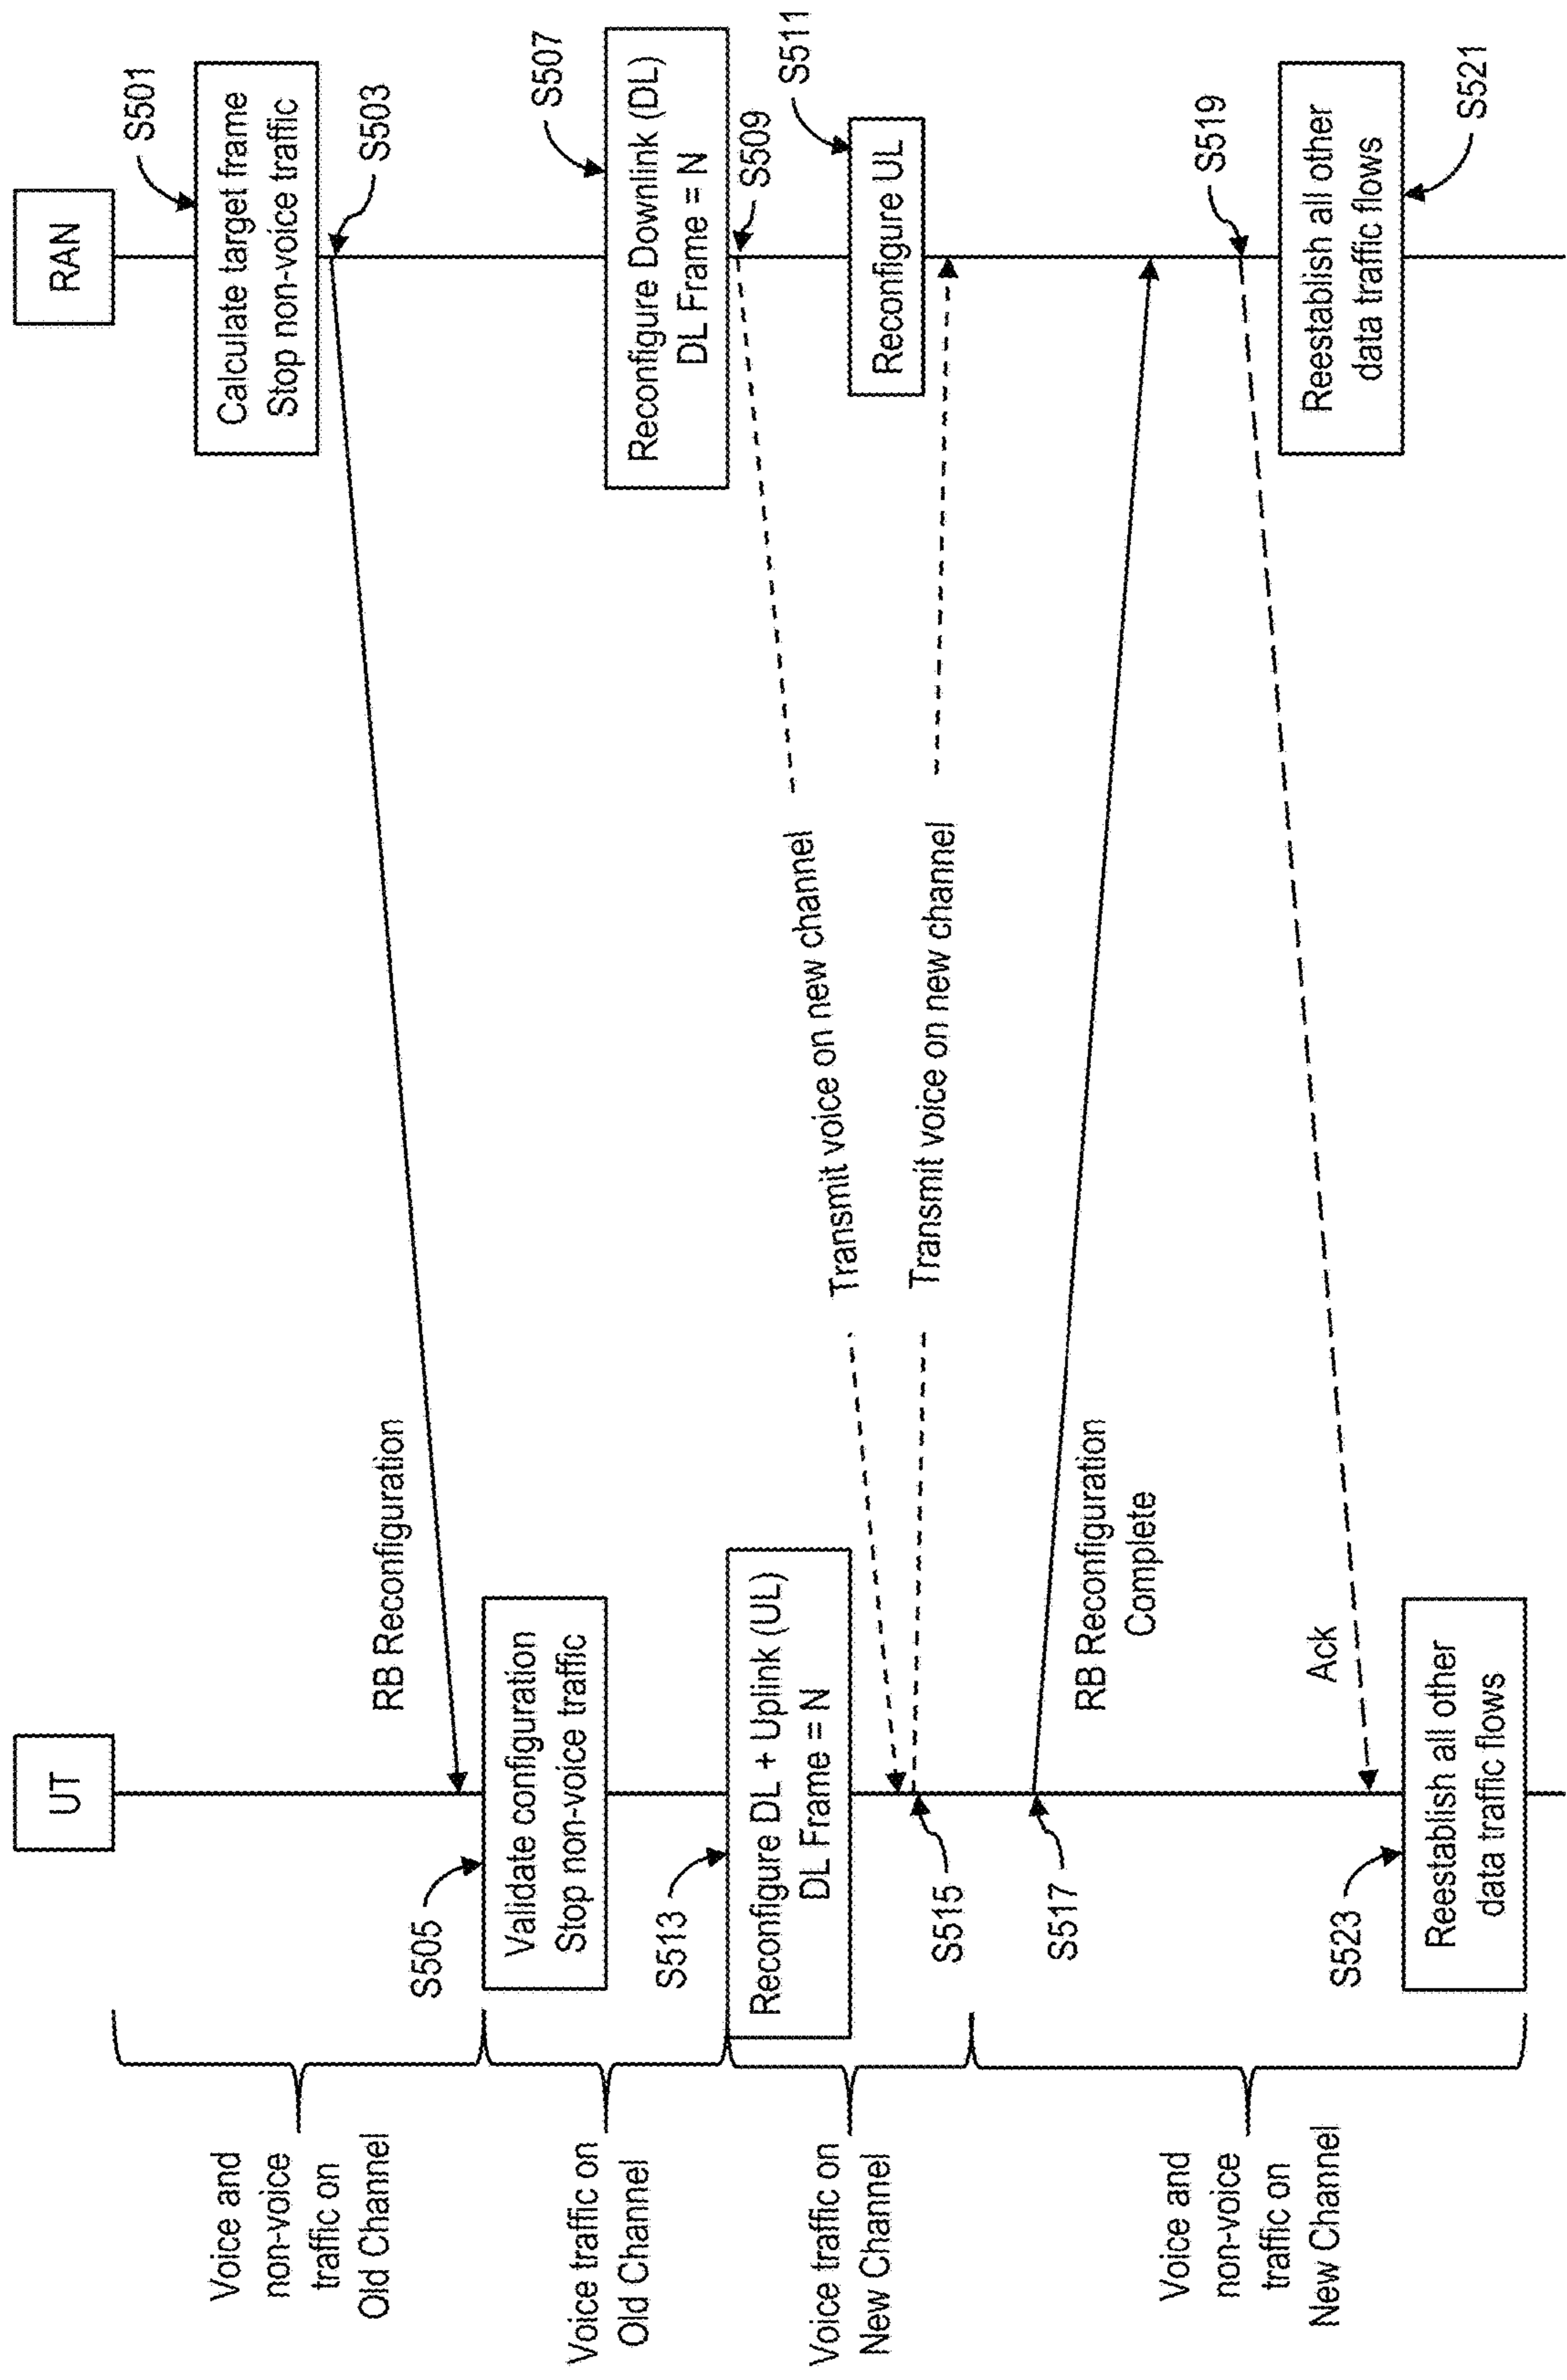 UT
RAN
S501
Calculate target frame
Stop non-voice traffic
S503
RB Reconfiguration
S505
Validate configuration
Stop non-voice traffic
S507
Reconfigure Downlink (DL)
DL Frame = N
S509
S513
Reconfigure DL + Uplink (UL)
DL Frame = N
Transmit voice on new channel
S511
Reconfigure UL
Transmit voice on new channel
S515
S517
RB Reconfiguration
Complete
S519
Ack
Reestablish all other
data traffic flows
S521
S523
Reestablish all other
data traffic flows
Voice and
non-voice
traffic on
Old Channel
Voice traffic on
Old Channel
Voice traffic on
New Channel
Voice and
non-voice
traffic on
New Channel